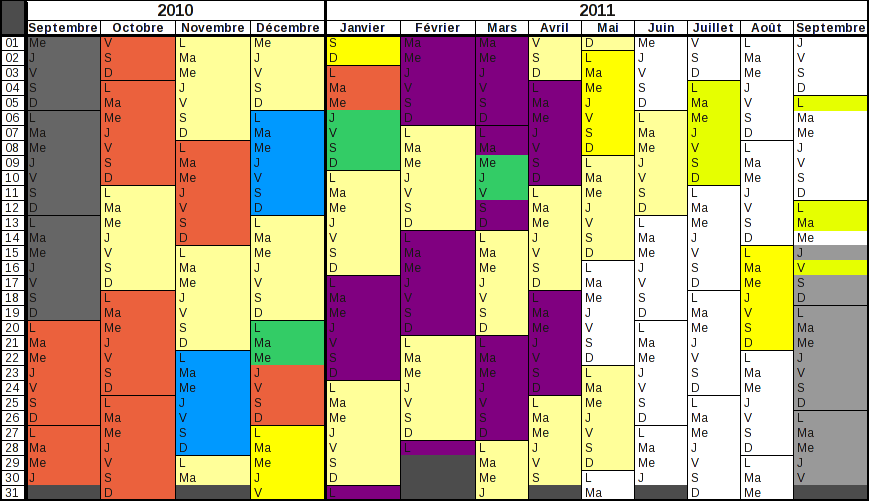 2010 2011
Septembre Octobre Novembre Décembre Janvier Février Mars Avril Mai Juin Juillet Août Septembre
01 Me V L Me S Ma Ma V D Me V L J
02 J S Ma J D Me Me S L J S Ma V
03 V D Me V L J J D Ma V D Me S
04 S L J S Ma V V L Me S L J D
05 D Ma V D Me S S Ma J D Ma V L
06 L Me S L J D D Me V L Me S Ma
07 Ma J D Ma V L L J S Ma J D Me
08 Me V L Me S Ma Ma V D Me V L J
09 J S Ma J D Me Me S L J S Ma V
10 V D Me V L J J D Ma V D Me S
11 S L J S Ma V V L Me S L J D
12 D Ma V D Me S S Ma J D Ma V L
13 L Me S L J D D Me V L Me S Ma
14 Ma J D Ma V L L J S Ma J D Me
15 Me V L Me S Ma Ma V D Me V L J
16 J S Ma J D Me Me S L J S Ma V
17 V D Me V L J J D Ma V D Me S
18 S L J S Ma V V L Me S L J D
19 D Ma V D Me S S Ma J D Ma V L
20 L Me S L J D D Me V L Me S Ma
21 Ma J D Ma V L L J S Ma J D Me
22 Me V L Me S Ma Ma V D Me V L J
23 J S Ma J D Me Me S L J S Ma V
24 V D Me V L J J D Ma V D Me S
25 S L J S Ma V V L Me S L J D
26 D Ma V D Me S S Ma J D Ma V L
27 L Me S L J D D Me V L Me S Ma
28 Ma J D Ma V L L J S Ma J D Me
29 Me V L Me S Ma V D Me V L J
30 J S Ma J D Me S L J S Ma V
31 D V L J Ma D Me